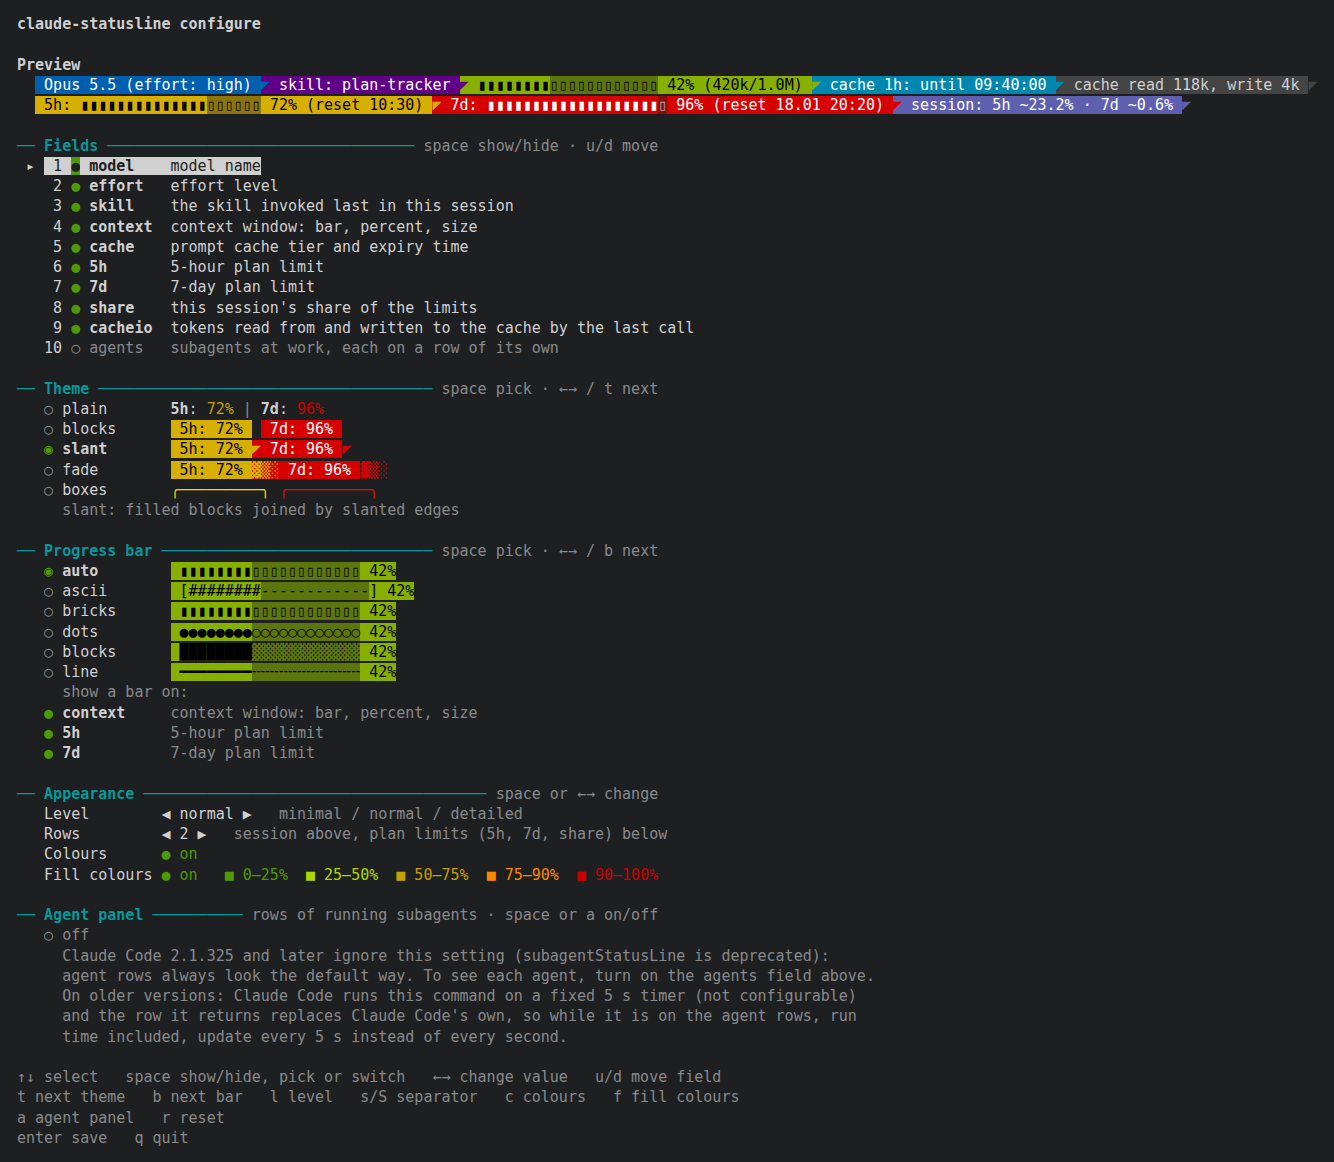 claude-statusline configure
Preview
Opus 5.5 (effort: high) skill: plan-tracker ▮▮▮▮▮▮▮▮▯▯▯▯▯▯▯▯▯▯▯▯ 42% (420k/1.0M) cache 1h: until 09:40:00 cache read 118k, write 4k
5h: ▮▮▮▮▮▮▮▮▮▮▮▮▮▮▯▯▯▯▯▯ 72% (reset 10:30) 7d: ▮▮▮▮▮▮▮▮▮▮▮▮▮▮▮▮▮▮▮▯ 96% (reset 18.01 20:20) session: 5h ~23.2% · 7d ~0.6%
── Fields ────────────────────────────────── space show/hide · u/d move
▸ 1 ● model model name
2 ● effort effort level
3 ● skill the skill invoked last in this session
4 ● context context window: bar, percent, size
5 ● cache prompt cache tier and expiry time
6 ● 5h 5-hour plan limit
7 ● 7d 7-day plan limit
8 ● share this session's share of the limits
9 ● cacheio tokens read from and written to the cache by the last call
10 ○ agents subagents at work, each on a row of its own
── Theme ───────────────────────────────────── space pick · ←→ / t next
○ plain 5h: 72% | 7d: 96%
○ blocks 5h: 72% 7d: 96%
◉ slant 5h: 72% 7d: 96%
○ fade 5h: 72% ▓▒░ 7d: 96% ▓▒░
○ boxes ╭─────────╮ ╭─────────╮
slant: filled blocks joined by slanted edges
── Progress bar ────────────────────────────── space pick · ←→ / b next
◉ auto ▮▮▮▮▮▮▮▮▯▯▯▯▯▯▯▯▯▯▯▯ 42%
○ ascii [########------------] 42%
○ bricks ▮▮▮▮▮▮▮▮▯▯▯▯▯▯▯▯▯▯▯▯ 42%
○ dots ●●●●●●●●○○○○○○○○○○○○ 42%
○ blocks ████████░░░░░░░░░░░░ 42%
○ line ━━━━━━━━╌╌╌╌╌╌╌╌╌╌╌╌ 42%
show a bar on:
● context context window: bar, percent, size
● 5h 5-hour plan limit
● 7d 7-day plan limit
── Appearance ────────────────────────────────────── space or ←→ change
Level ◀ normal ▶ minimal / normal / detailed
Rows ◀ 2 ▶ session above, plan limits (5h, 7d, share) below
Colours ● on
Fill colours ● on ■ 0–25% ■ 25–50% ■ 50–75% ■ 75–90% ■ 90–100%
── Agent panel ────────── rows of running subagents · space or a on/off
○ off
Claude Code 2.1.325 and later ignore this setting (subagentStatusLine is deprecated):
agent rows always look the default way. To see each agent, turn on the agents field above.
On older versions: Claude Code runs this command on a fixed 5 s timer (not configurable)
and the row it returns replaces Claude Code's own, so while it is on the agent rows, run
time included, update every 5 s instead of every second.
↑↓ select space show/hide, pick or switch ←→ change value u/d move field
t next theme b next bar l level s/S separator c colours f fill colours
a agent panel r reset
enter save q quit